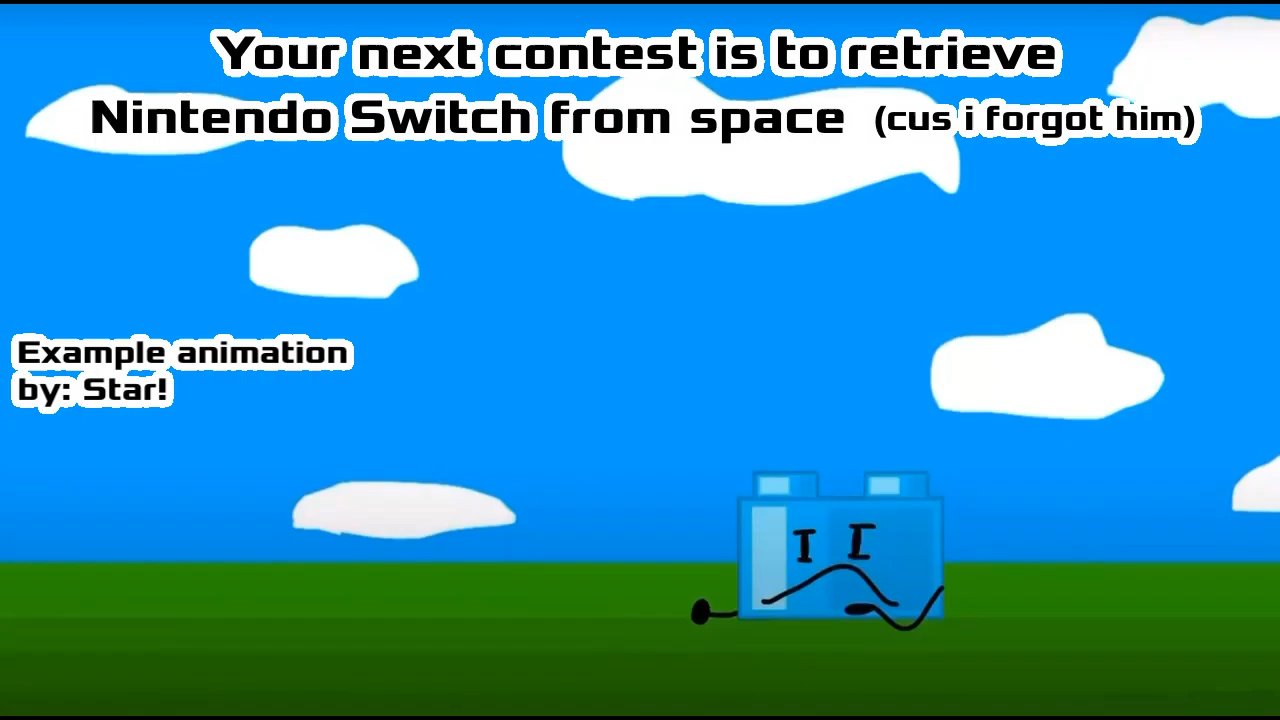 Your next contest is to retrieve
Nintendo Switch from space (cus i forgot him)
Example animation
by: Star!